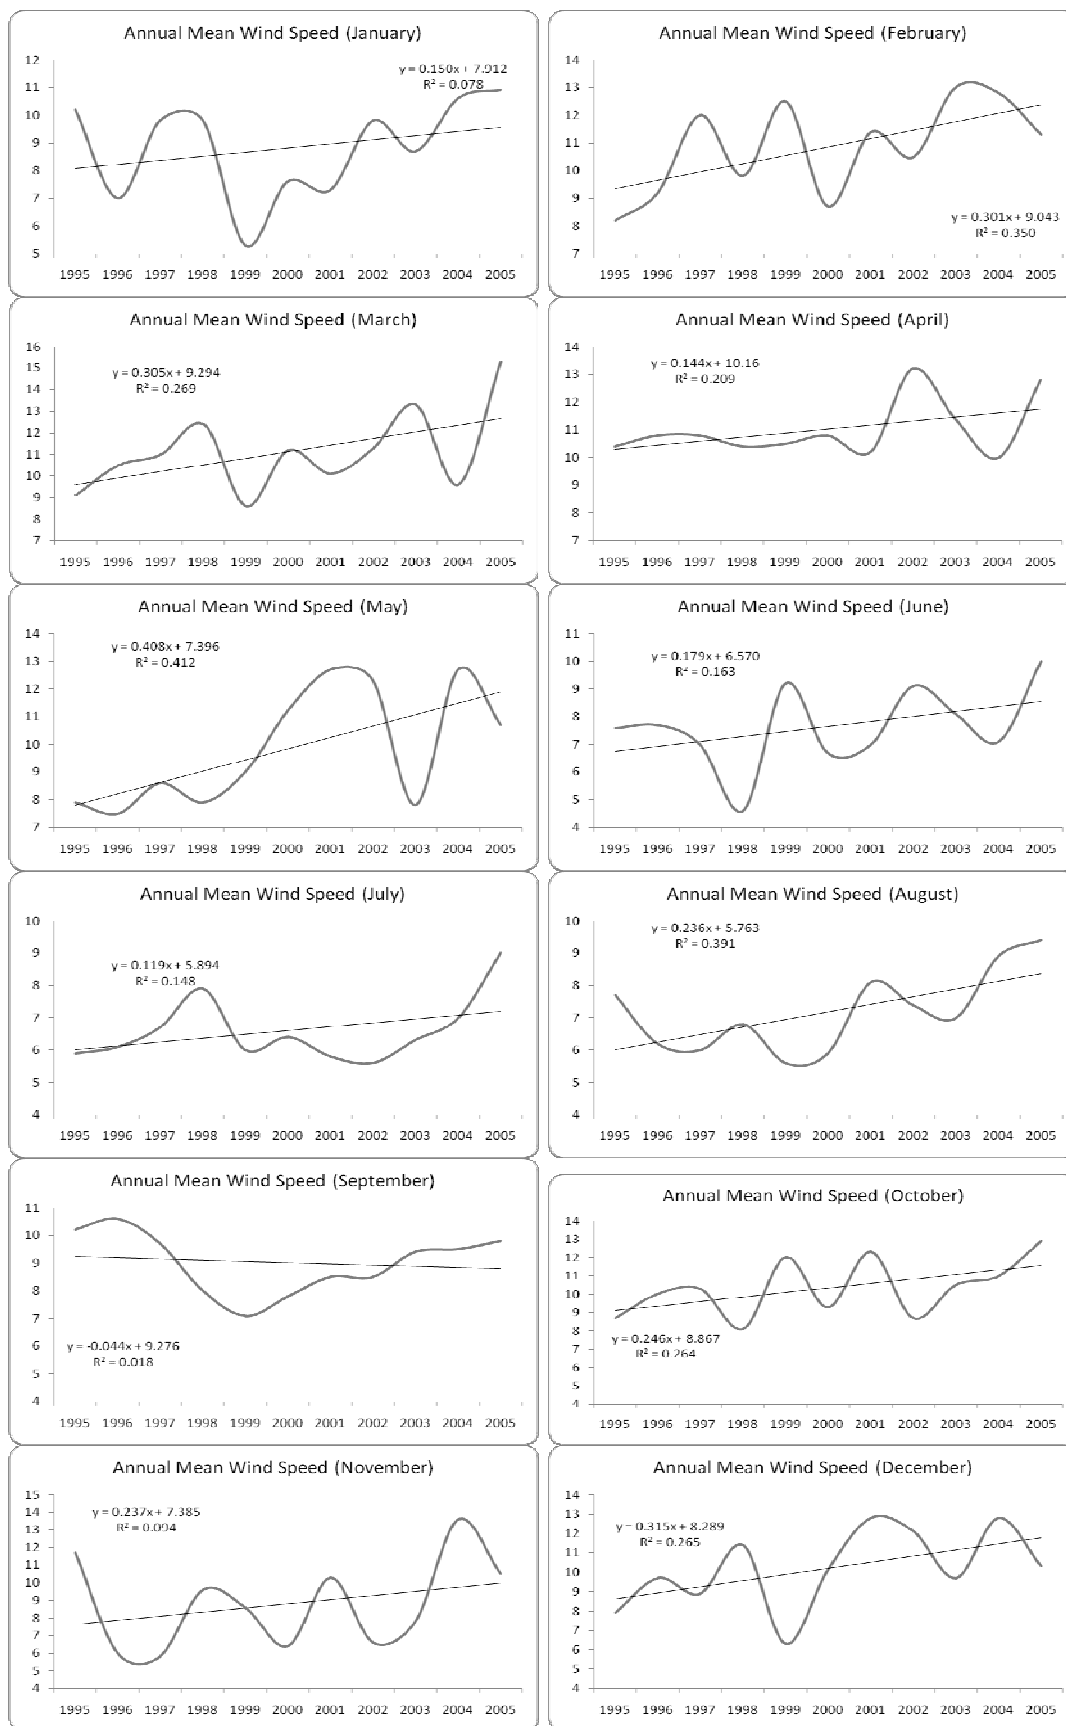 Annual Mean Wind Speed (January)
12
11
10
9
8
7
6
5
y = 0.150x + 7.912
R² = 0.078
1995 1996 1997 1998 1999 2000 2001 2002 2003 2004 2005
Annual Mean Wind Speed (February)
14
13
12
11
10
9
8
7
y = 0.301x + 9.043
R² = 0.350
1995 1996 1997 1998 1999 2000 2001 2002 2003 2004 2005
Annual Mean Wind Speed (March)
16
15
14
13
12
11
10
9
8
7
y = 0.305x + 9.294
R² = 0.269
1995 1996 1997 1998 1999 2000 2001 2002 2003 2004 2005
Annual Mean Wind Speed (April)
14
13
12
11
10
9
8
7
y = 0.144x + 10.16
R² = 0.209
1995 1996 1997 1998 1999 2000 2001 2002 2003 2004 2005
Annual Mean Wind Speed (May)
14
13
12
11
10
9
8
7
y = 0.408x + 7.396
R² = 0.412
1995 1996 1997 1998 1999 2000 2001 2002 2003 2004 2005
Annual Mean Wind Speed (June)
11
10
9
8
7
6
5
4
y = 0.179x + 6.570
R² = 0.163
1995 1996 1997 1998 1999 2000 2001 2002 2003 2004 2005
Annual Mean Wind Speed (July)
10
9
8
7
6
5
4
y = 0.119x + 5.894
R² = 0.148
1995 1996 1997 1998 1999 2000 2001 2002 2003 2004 2005
Annual Mean Wind Speed (August)
10
9
8
7
6
5
4
y = 0.236x + 5.763
R² = 0.391
1995 1996 1997 1998 1999 2000 2001 2002 2003 2004 2005
Annual Mean Wind Speed (September)
11
10
9
8
7
6
5
4
y = -0.044x + 9.276
R² = 0.018
1995 1996 1997 1998 1999 2000 2001 2002 2003 2004 2005
Annual Mean Wind Speed (October)
14
13
12
11
10
9
8
7
6
5
4
y = 0.246x + 8.867
R² = 0.264
1995 1996 1997 1998 1999 2000 2001 2002 2003 2004 2005
Annual Mean Wind Speed (November)
15
14
13
12
11
10
9
8
7
6
5
4
y = 0.237x + 7.385
R² = 0.094
1995 1996 1997 1998 1999 2000 2001 2002 2003 2004 2005
Annual Mean Wind Speed (December)
14
13
12
11
10
9
8
7
6
5
4
y = 0.315x + 8.289
R² = 0.265
1995 1996 1997 1998 1999 2000 2001 2002 2003 2004 2005